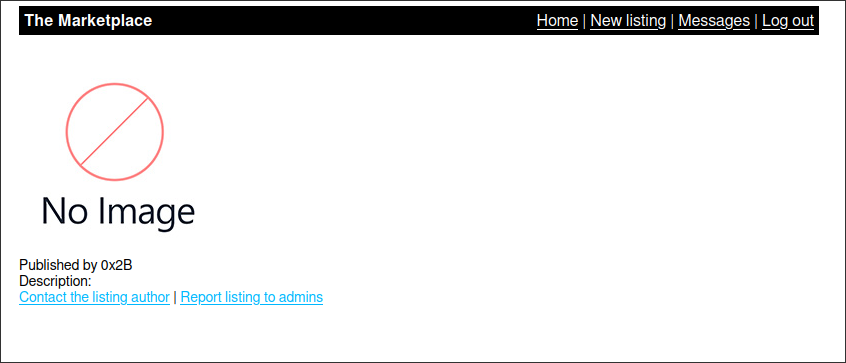 The Marketplace
Home | New listing | Messages | Log out
No Image
Published by 0x2B
Description:
Contact the listing author | Report listing to admins